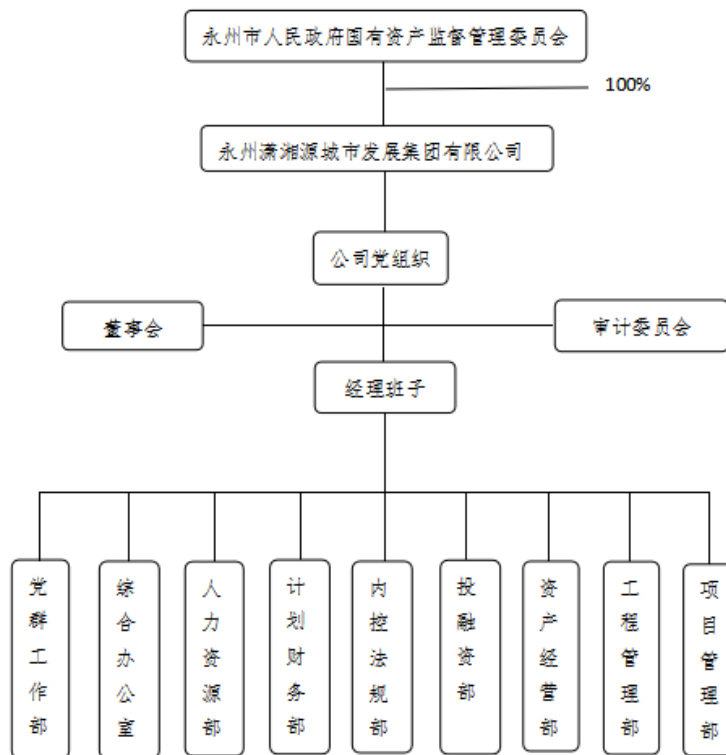 永州市人民政府国有资产监督管理委员会
100%
永州潇湘源城市发展集团有限公司
公司党组织
董事会
审计委员会
经理班子
党群工作部
综合办公室
人力资源部
计划财务部
内控法规部
投融资部
资产经营部
工程管理部
项目管理部